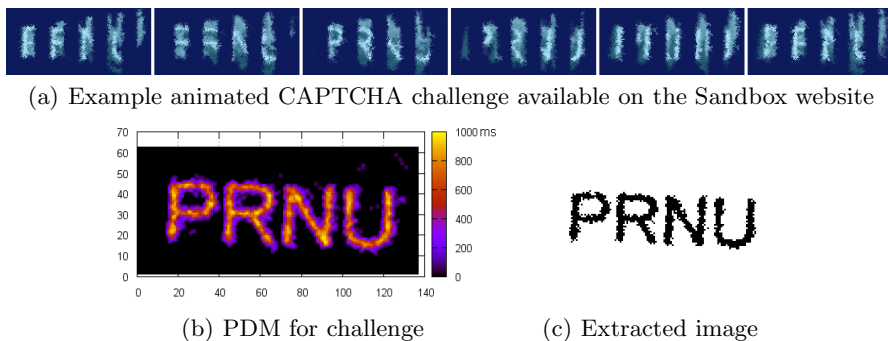 (a) Example animated CAPTCHA challenge available on the Sandbox website
70
60
50
40
30
20
10
0
PRNU
0 20 40 60 80 100 120 140
1000 ms
800
600
400
200
0
PRNU
(b) PDM for challenge
(c) Extracted image